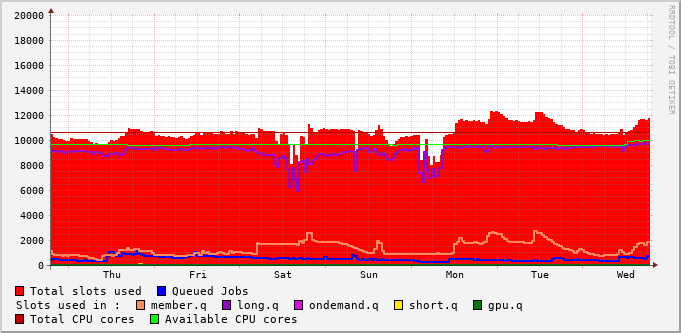 RRDTOOL / TOBI OETIKER
20000
18000
16000
14000
12000
10000
8000
6000
4000
2000
0
Thu Fri Sat Sun Mon Tue Wed
Total slots used Queued Jobs
Slots used in : member.q long.q ondemand.q short.q gpu.q
Total CPU cores Available CPU cores